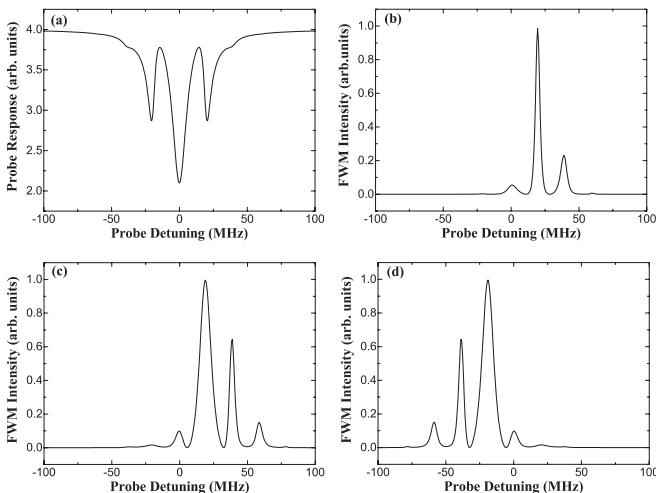 (a)
Probe Response (arb. units)
4.0
3.5
3.0
2.5
2.0
-100 -50 0 50 100
Probe Detuning (MHz)
(b)
FWM Intensity (arb.units)
1.0
0.8
0.6
0.4
0.2
0.0
-100 -50 0 50 100
Probe Detuning (MHz)
(c)
FWM Intensity (arb. units)
1.0
0.8
0.6
0.4
0.2
0.0
-100 -50 0 50 100
Probe Detuning (MHz)
(d)
FWM Intensity (arb. units)
1.0
0.8
0.6
0.4
0.2
0.0
-100 -50 0 50 100
Probe Detuning (MHz)